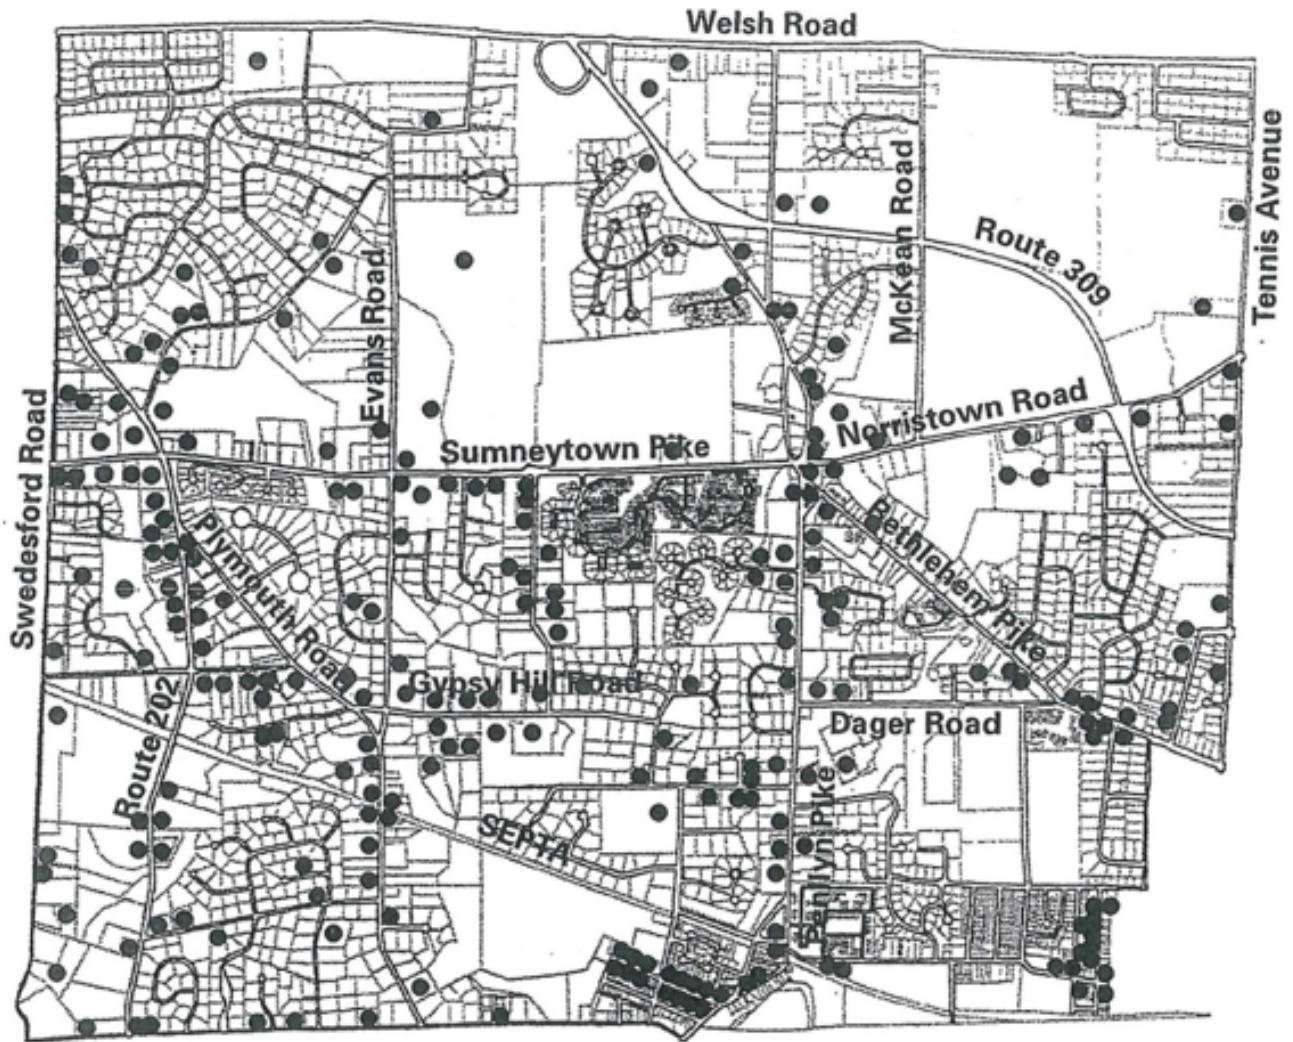 Welsh Road
Tennis Avenue
McKean Road
Route 309
Evans Road
Swedesford Road
Norristown Road
Sumneytown Pike
Bethlehem Pike
Plymouth Road
Gypsy Hill Road
Route 202
Dager Road
Penllyn Pike
SEPTA